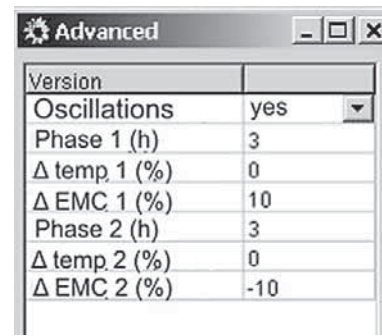 Advanced
Version
Oscillations yes
Phase 1 (h) 3
Δ temp. 1 (%) 0
Δ EMC 1 (%) 10
Phase 2 (h) 3
Δ temp. 2 (%) 0
Δ EMC 2 (%) -10